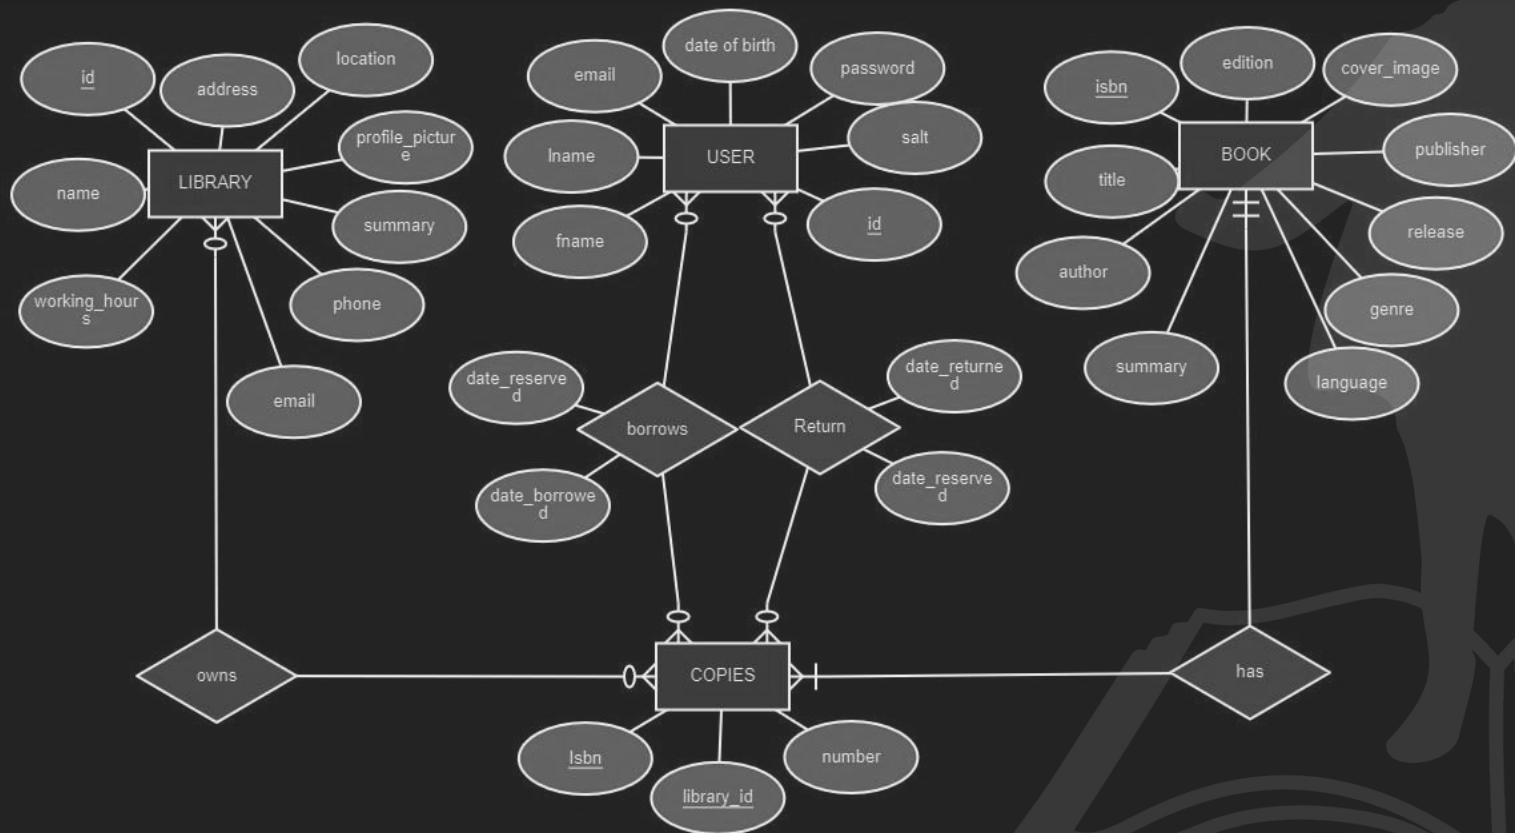 id
address
location
name
LIBRARY
profile_pictur
e
summary
working_hour
s
phone
email
date of birth
email
password
lname
USER
salt
fname
id
isbn
edition
cover_image
title
BOOK
publisher
author
release
summary
genre
language
date_reserve
d
borrows
date_borrowe
d
Return
date_returne
d
date_reserve
d
owns
COPIES
has
Isbn
library_id
number